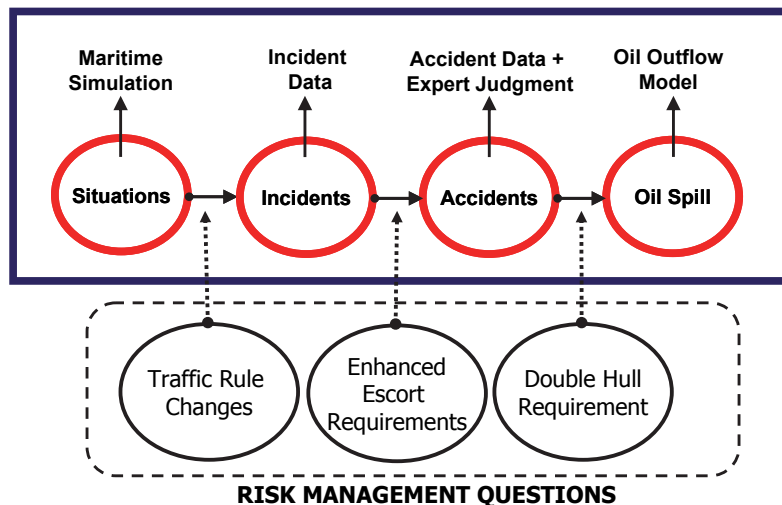 Maritime
Simulation
Incident
Data
Accident Data +
Expert Judgment
Oil Outflow
Model
Situations
Incidents
Accidents
Oil Spill
Traffic Rule
Changes
Enhanced
Escort
Requirements
Double Hull
Requirement
RISK MANAGEMENT QUESTIONS